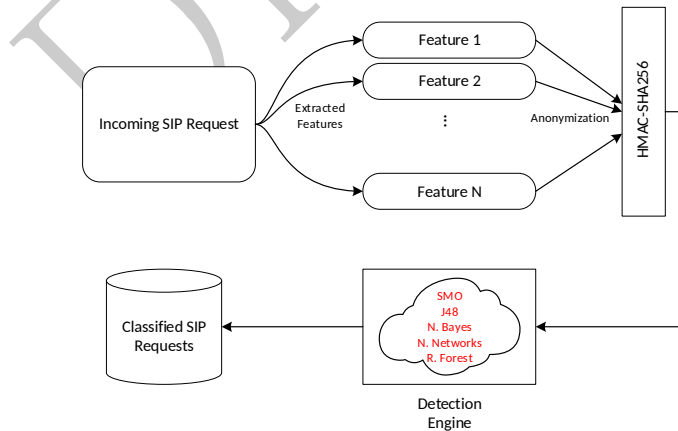 Feature 1
Feature 2
Incoming SIP Request
Extracted
Features
⋮
Anonymization
HMAC-SHA256
Feature N
Classified SIP
Requests
SMO
J48
N. Bayes
N. Networks
R. Forest
Detection
Engine